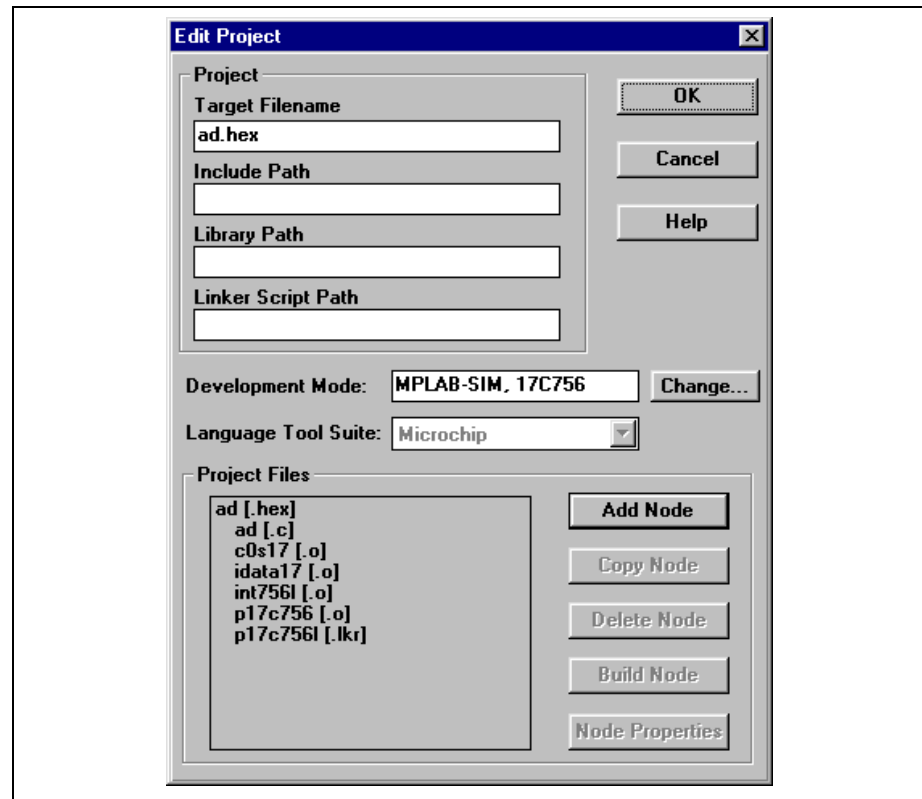 Edit Project
Project
Target Filename
ad.hex
Include Path
Library Path
Linker Script Path
OK
Cancel
Help
Development Mode: MPLAB-SIM, 17C756 Change...
Language Tool Suite: Microchip
Project Files
ad [.hex]
ad [.c]
c0s17 [.o]
idata17 [.o]
int756l [.o]
p17c756 [.o]
p17c756l [.lkr]
Add Node
Copy Node
Delete Node
Build Node
Node Properties